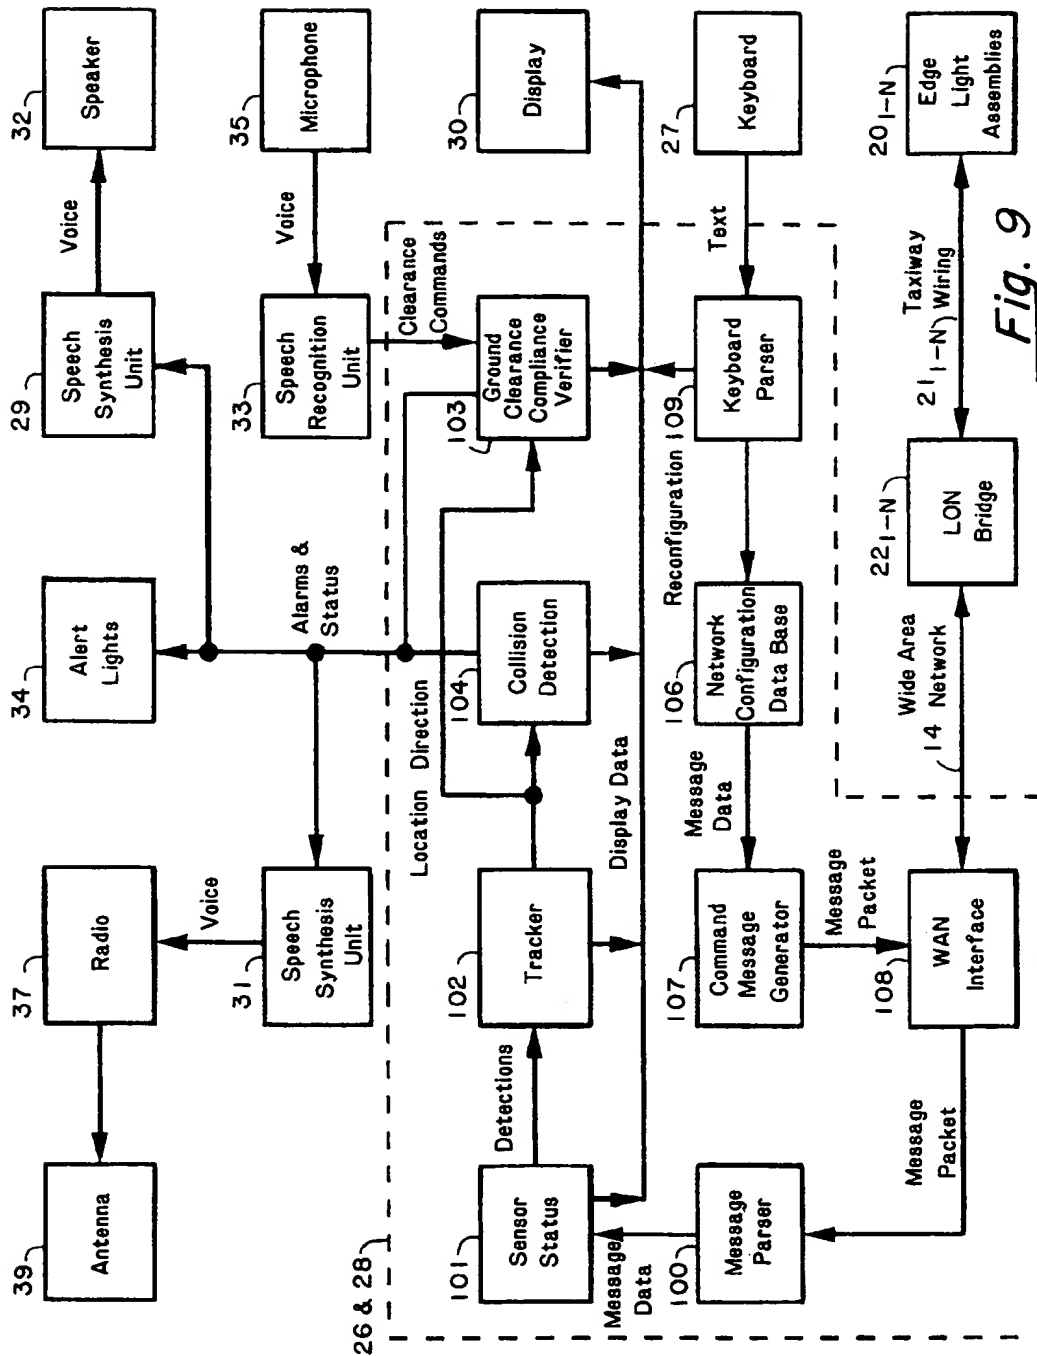 39
Antenna
37
Radio
34
Alert
Lights
29
Speech
Synthesis
Unit
Voice
32
Speaker
Voice
31
Speech
Synthesis
Unit
Alarms &
Status
33
Speech
Recognition
Unit
Voice
35
Microphone
26 & 28
Location Direction
Clearance
Commands
101
Sensor
Status
Detections
102
Tracker
104
Collision
Detection
103
Ground
Clearance
Compliance
Verifier
30
Display
Display Data
Message
Data
100
Message
Parser
107
Command
Message
Generator
Message
Data
106
Network
Configuration
Data Base
Reconfiguration
109
Keyboard
Parser
Text
27
Keyboard
Message
Packet
Message
Packet
108
WAN
Interface
Wide Area
14 Network
22 1-N
LON
Bridge
Taxiway
21 1-N Wiring
20 1-N
Edge
Light
Assemblies
Fig. 9